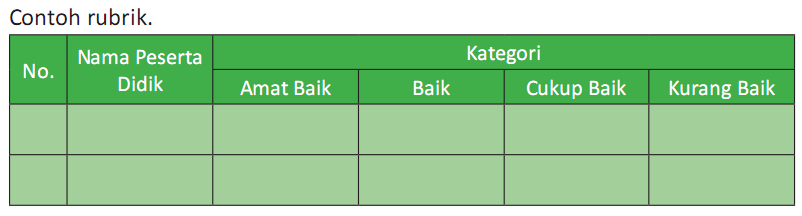 Contoh rubrik.
No.
Nama Peserta
Didik
Kategori
Amat Baik
Baik
Cukup Baik
Kurang Baik